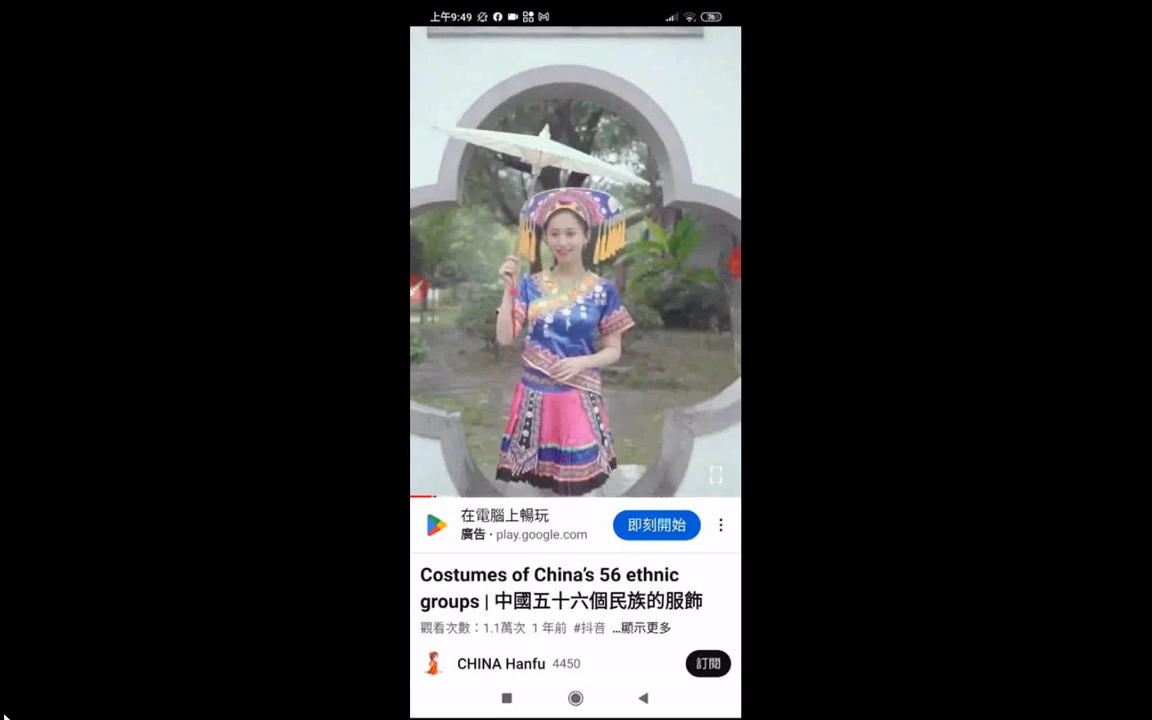 上午9:49
76
在電腦上暢玩
廣告・play.google.com
即刻開始
Costumes of China’s 56 ethnic
groups | 中國五十六個民族的服飾
觀看次數：1.1萬次 1 年前 #抖音 ...顯示更多
CHINA Hanfu 4450
訂閱